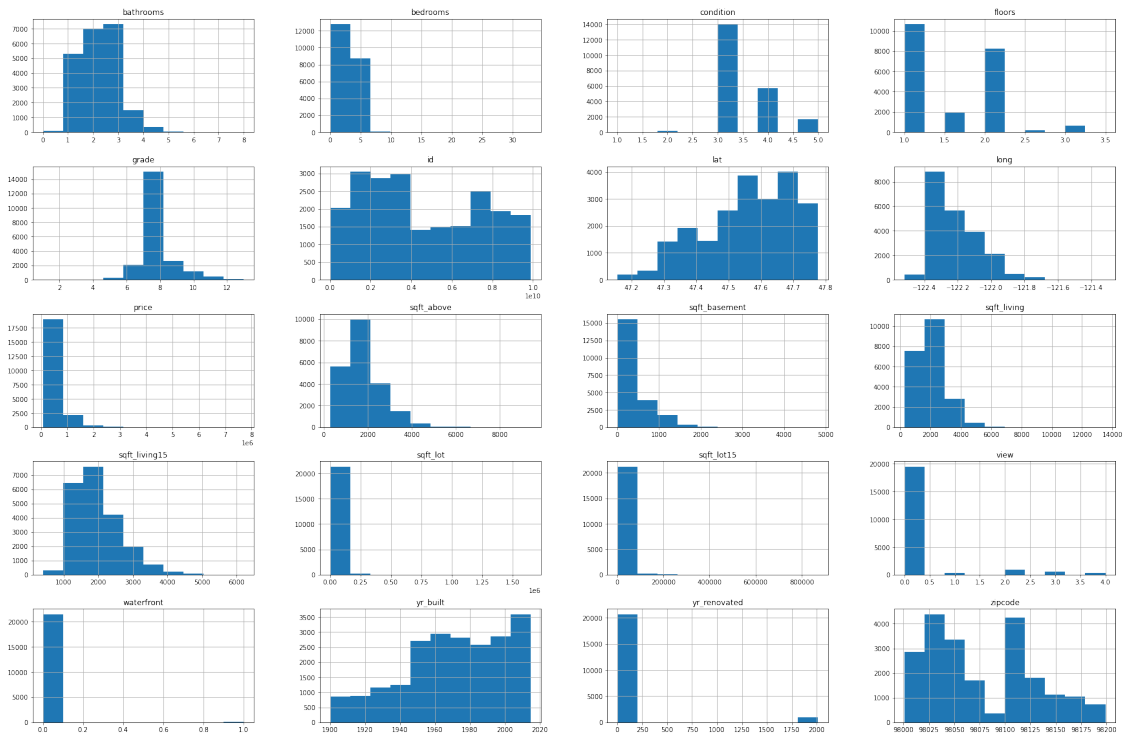 bathrooms
bedrooms
condition
floors
7000
6000
5000
4000
3000
2000
1000
0
0 1 2 3 4 5 6 7 8
12000
10000
8000
6000
4000
2000
0
0 5 10 15 20 25 30
14000
12000
10000
8000
6000
4000
2000
0
1.0 1.5 2.0 2.5 3.0 3.5 4.0 4.5 5.0
10000
8000
6000
4000
2000
0
1.0 1.5 2.0 2.5 3.0 3.5
grade
id
lat
long
14000
12000
10000
8000
6000
4000
2000
0
2 4 6 8 10 12
3000
2500
2000
1500
1000
500
0
0.0 0.2 0.4 0.6 0.8 1.0
1e10
4000
3000
2000
1000
0
47.2 47.3 47.4 47.5 47.6 47.7 47.8
8000
6000
4000
2000
0
−122.4 −122.2 −122.0 −121.8 −121.6 −121.4
price
sqft_above
sqft_basement
sqft_living
17500
15000
12500
10000
7500
5000
2500
0
0 1 2 3 4 5 6 7 8
1e6
10000
8000
6000
4000
2000
0
2000 4000 6000 8000
15000
12500
10000
7500
5000
2500
0
0 1000 2000 3000 4000 5000
10000
8000
6000
4000
2000
0
0 2000 4000 6000 8000 10000 12000 14000
sqft_living15
sqft_lot
sqft_lot15
view
7000
6000
5000
4000
3000
2000
1000
0
1000 2000 3000 4000 5000 6000
20000
15000
10000
5000
0
0.00 0.25 0.50 0.75 1.00 1.25 1.50
1e6
20000
15000
10000
5000
0
0 200000 400000 600000 800000
20000
15000
10000
5000
0
0.0 0.5 1.0 1.5 2.0 2.5 3.0 3.5 4.0
waterfront
yr_built
yr_renovated
zipcode
20000
15000
10000
5000
0
0.0 0.2 0.4 0.6 0.8 1.0
3500
3000
2500
2000
1500
1000
500
0
1900 1920 1940 1960 1980 2000 2020
20000
15000
10000
5000
0
0 250 500 750 1000 1250 1500 1750 2000
4000
3000
2000
1000
0
98000 98025 98050 98075 98100 98125 98150 98175 98200